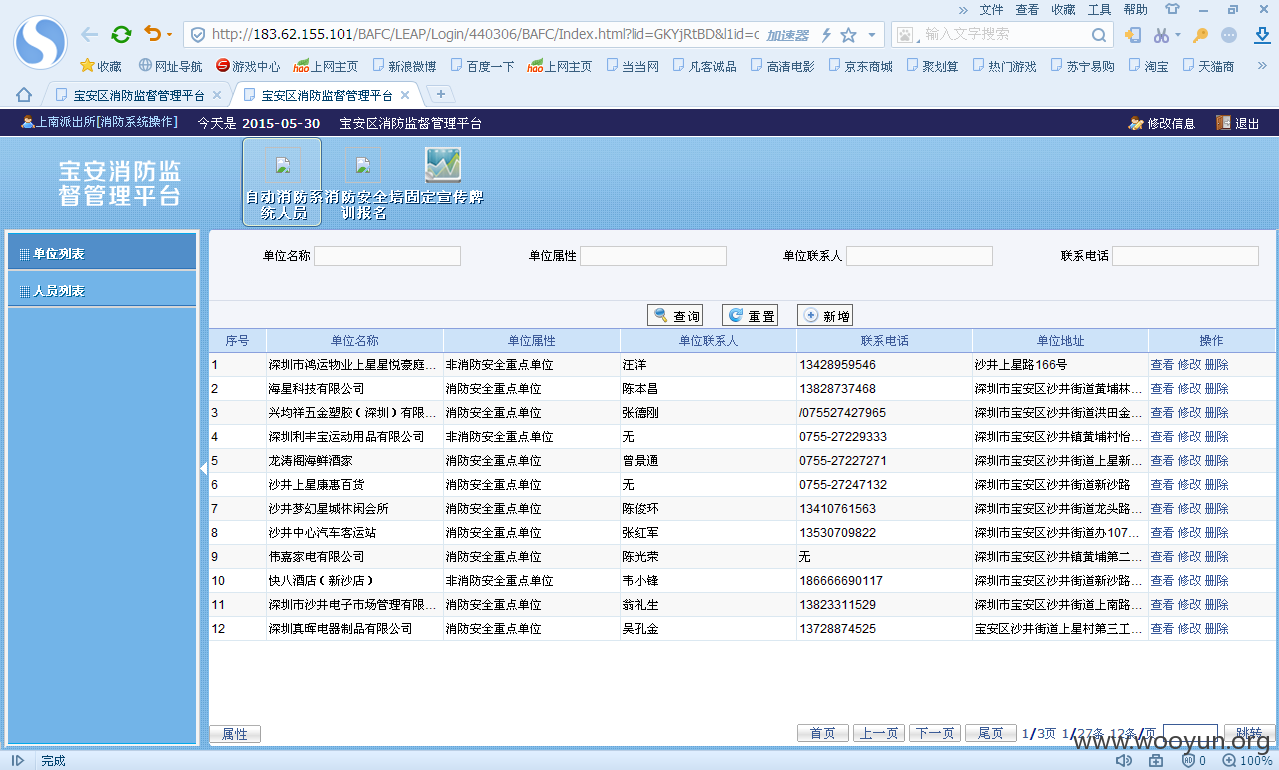 » 文件 查看 收藏 工具 帮助
http://183.62.155.101/BAFC/LEAP/Login/440306/BAFC/Index.html?lid=GKYjRtBD&l1id=c 加速器 输入文字搜索
收藏 网址导航 游戏中心 hao上网主页 新浪微博 百度一下 hao上网主页 当当网 凡客诚品 高清电影 京东商城 聚划算 热门游戏 苏宁易购 淘宝 天猫商 »
宝安区消防监督管理平台 × 宝安区消防监督管理平台 × +
上南派出所[消防系统操作] 今天是 2015-05-30 宝安区消防监督管理平台 修改信息 退出
宝安消防监
督管理平台
自动消防系
统人员
消防安全培
训报名
固定宣传牌
单位列表
人员列表
单位名称 单位属性 单位联系人 联系电话
查询 重置 新增
序号 单位名称 单位属性 单位联系人 联系电话 单位地址 操作
1 深圳市鸿运物业上星星悦豪庭... 非消防安全重点单位 汪洋 13428959546 沙井上星路166号 查看 修改 删除
2 海星科技有限公司 消防安全重点单位 陈本昌 13828737468 深圳市宝安区沙井街道黄埔林... 查看 修改 删除
3 兴均祥五金塑胶（深圳）有限... 消防安全重点单位 张德刚 /075527427965 深圳市宝安区沙井街道洪田金... 查看 修改 删除
4 深圳利丰宝运动用品有限公司 非消防安全重点单位 无 0755-27229333 深圳市宝安区沙井镇黄埔村怡... 查看 修改 删除
5 龙涛阁海鲜酒家 消防安全重点单位 曾景通 0755-27227271 深圳市宝安区沙井街道上星新... 查看 修改 删除
6 沙井上星康惠百货 消防安全重点单位 无 0755-27247132 深圳市宝安区沙井街道新沙路 查看 修改 删除
7 沙井梦幻星城休闲会所 消防安全重点单位 陈俊环 13410761563 深圳市宝安区沙井街道龙头路... 查看 修改 删除
8 沙井中心汽车客运站 消防安全重点单位 张红军 13530709822 深圳市宝安区沙井街道办107... 查看 修改 删除
9 伟嘉家电有限公司 消防安全重点单位 陈光荣 无 深圳市宝安区沙井镇黄埔第二... 查看 修改 删除
10 快八酒店（新沙店） 非消防安全重点单位 韦小锋 186666690117 深圳市宝安区沙井街道新沙路... 查看 修改 删除
11 深圳市沙井电子市场管理有限... 消防安全重点单位 翁礼生 13823311529 深圳市宝安区沙井街道上南路... 查看 修改 删除
12 深圳真晖电器制品有限公司 消防安全重点单位 吴孔金 13728874525 宝安区沙井街道上星村第三工... 查看 修改 删除
属性 首页 上一页 下一页 尾页 1/3页 1/27条 12条/页 跳转
www.wooyun.org
完成 0 100%